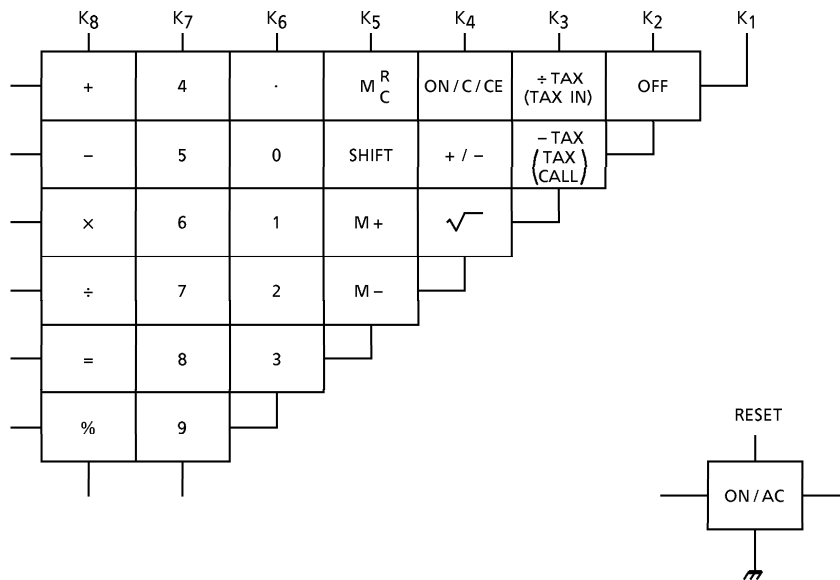 K8 K7 K6 K5 K4 K3 K2 K1
+ 4 · M R C ON / C / CE ÷ TAX (TAX IN) OFF
− 5 0 SHIFT + / − − TAX (TAX CALL)
× 6 1 M + √
÷ 7 2 M −
= 8 3
% 9
RESET
ON / AC